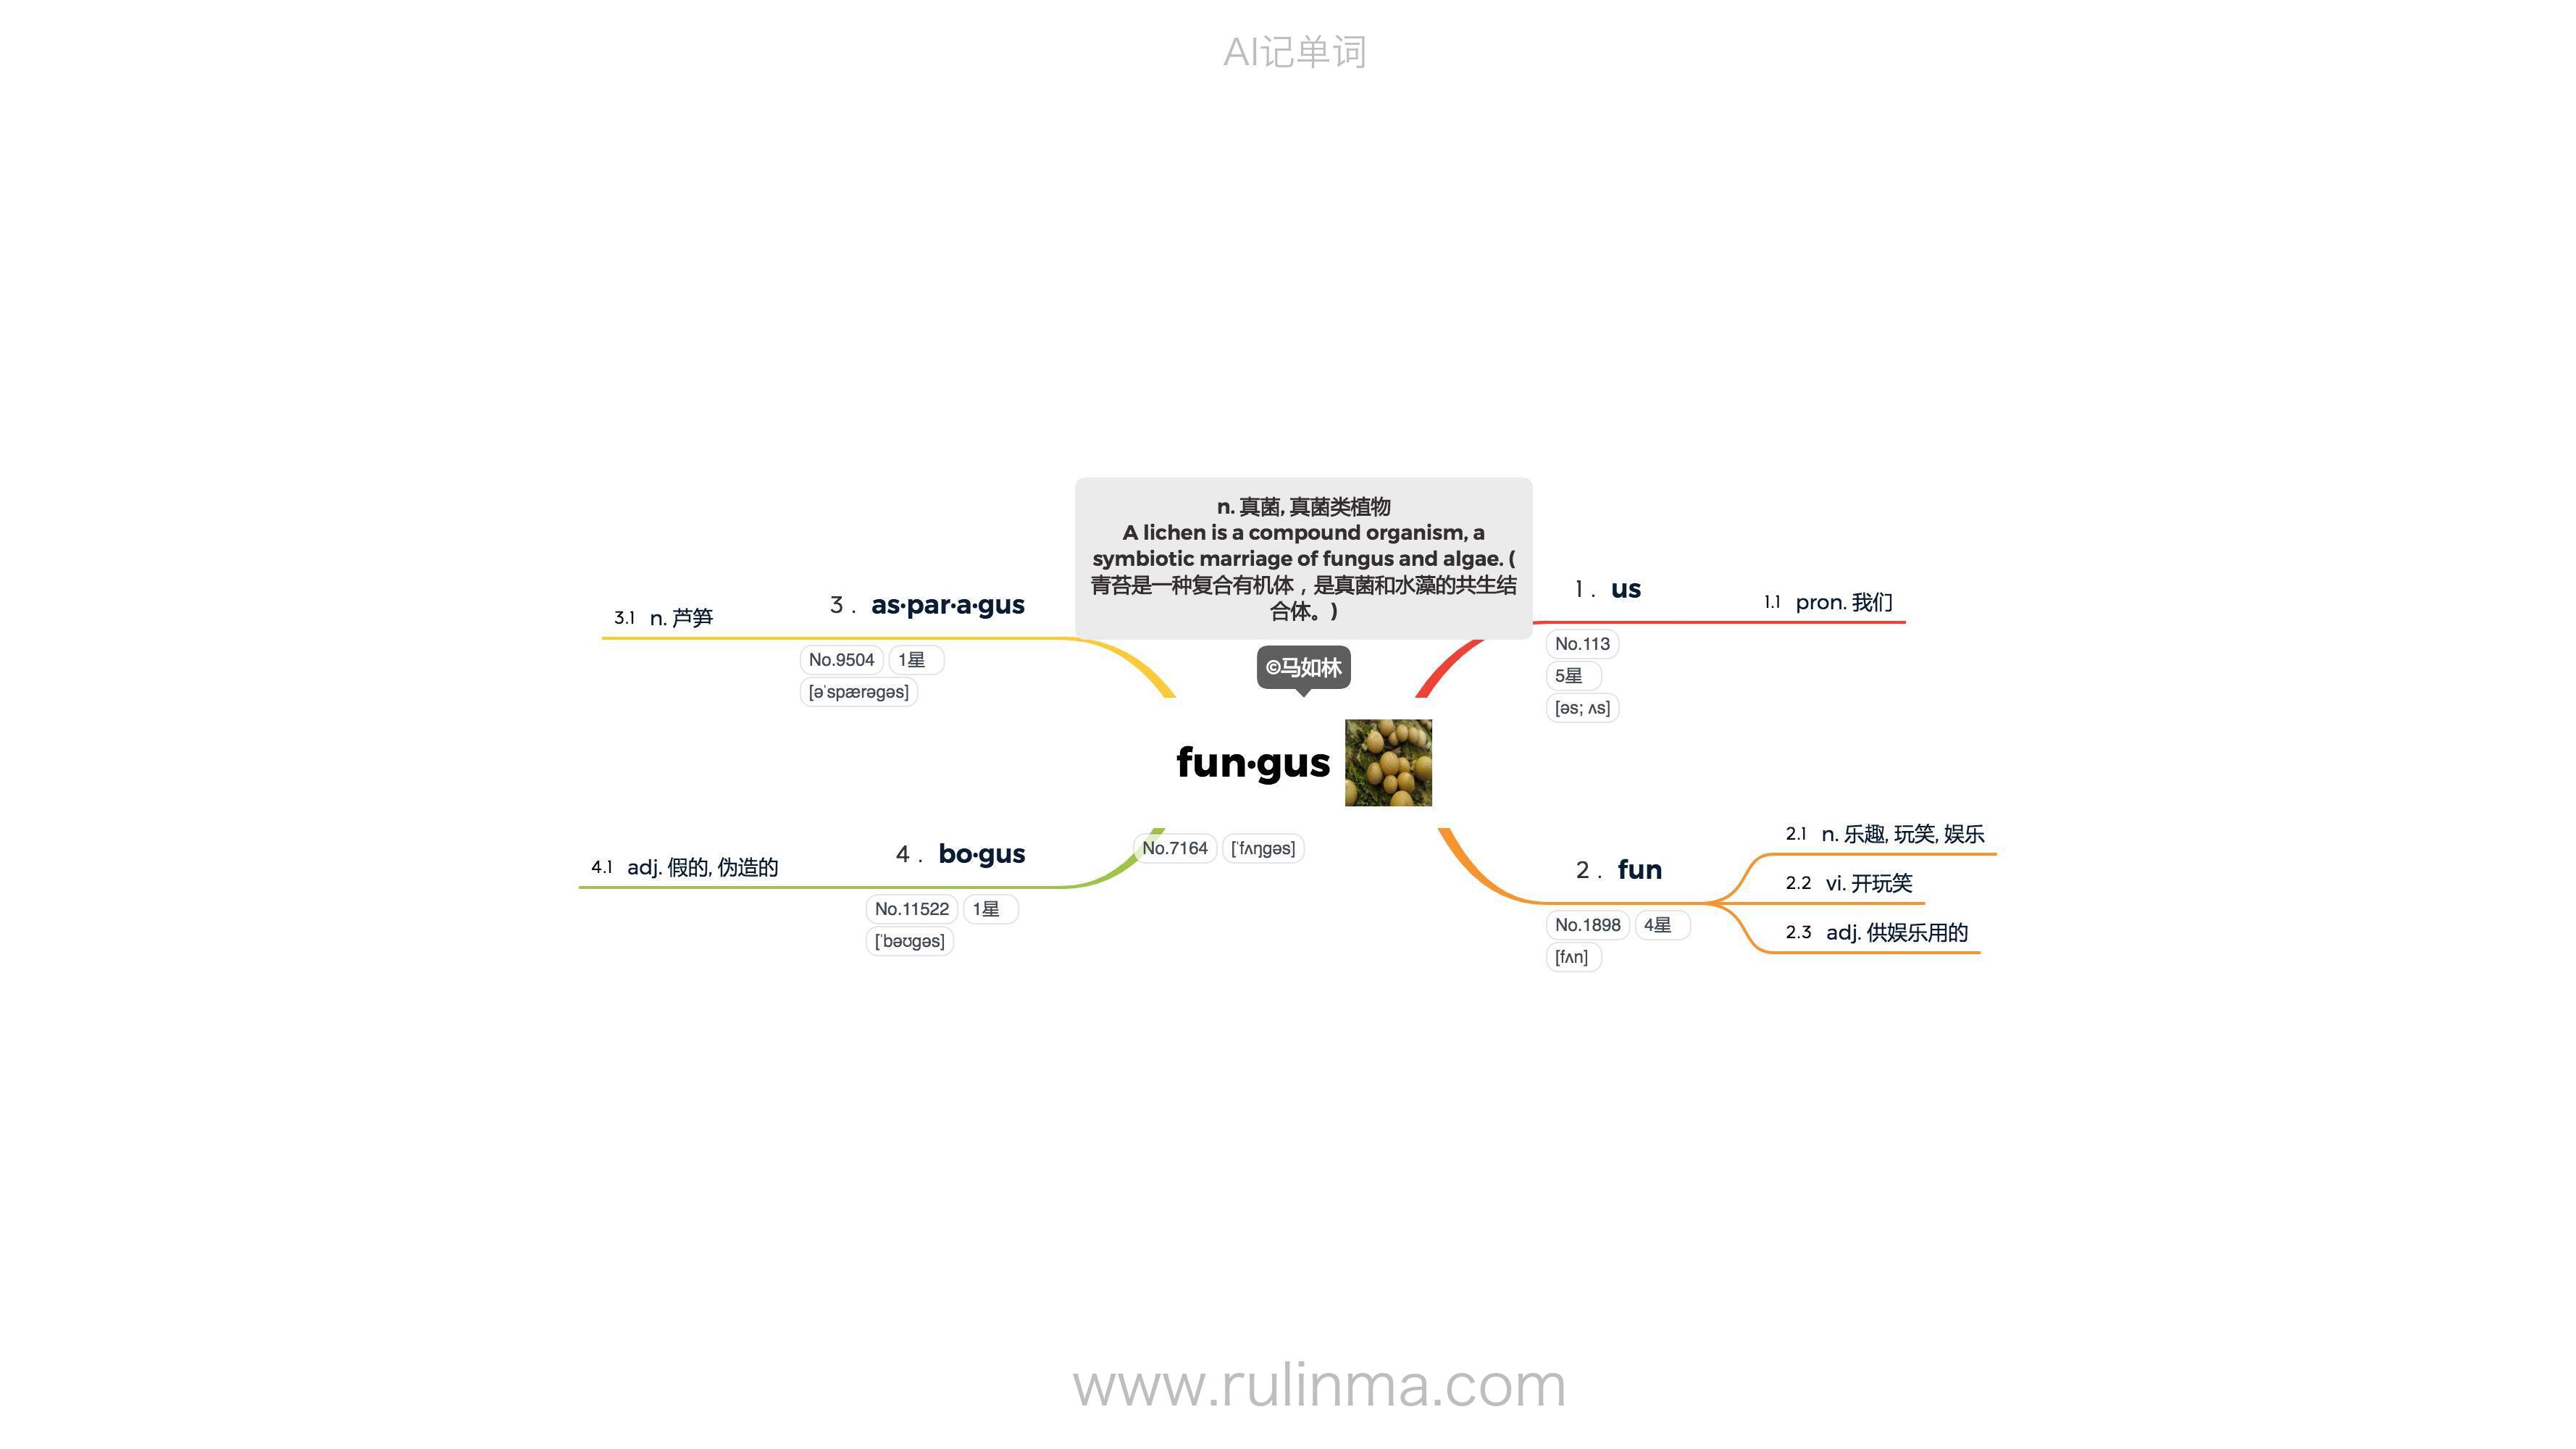 AI记单词
n. 真菌, 真菌类植物
A lichen is a compound organism, a
symbiotic marriage of fungus and algae. (
青苔是一种复合有机体，是真菌和水藻的共生结
合体。)
©马如林
fun·gus
No.7164 ['fʌŋgəs]
1 . us
No.113
5星
[əs; ʌs]
1.1 pron. 我们
2 . fun
No.1898 4星
[fʌn]
2.1 n. 乐趣, 玩笑, 娱乐
2.2 vi. 开玩笑
2.3 adj. 供娱乐用的
3 . as·par·a·gus
No.9504 1星
[ə'spærəgəs]
3.1 n. 芦笋
4 . bo·gus
No.11522 1星
['bəʊgəs]
4.1 adj. 假的, 伪造的
www.rulinma.com